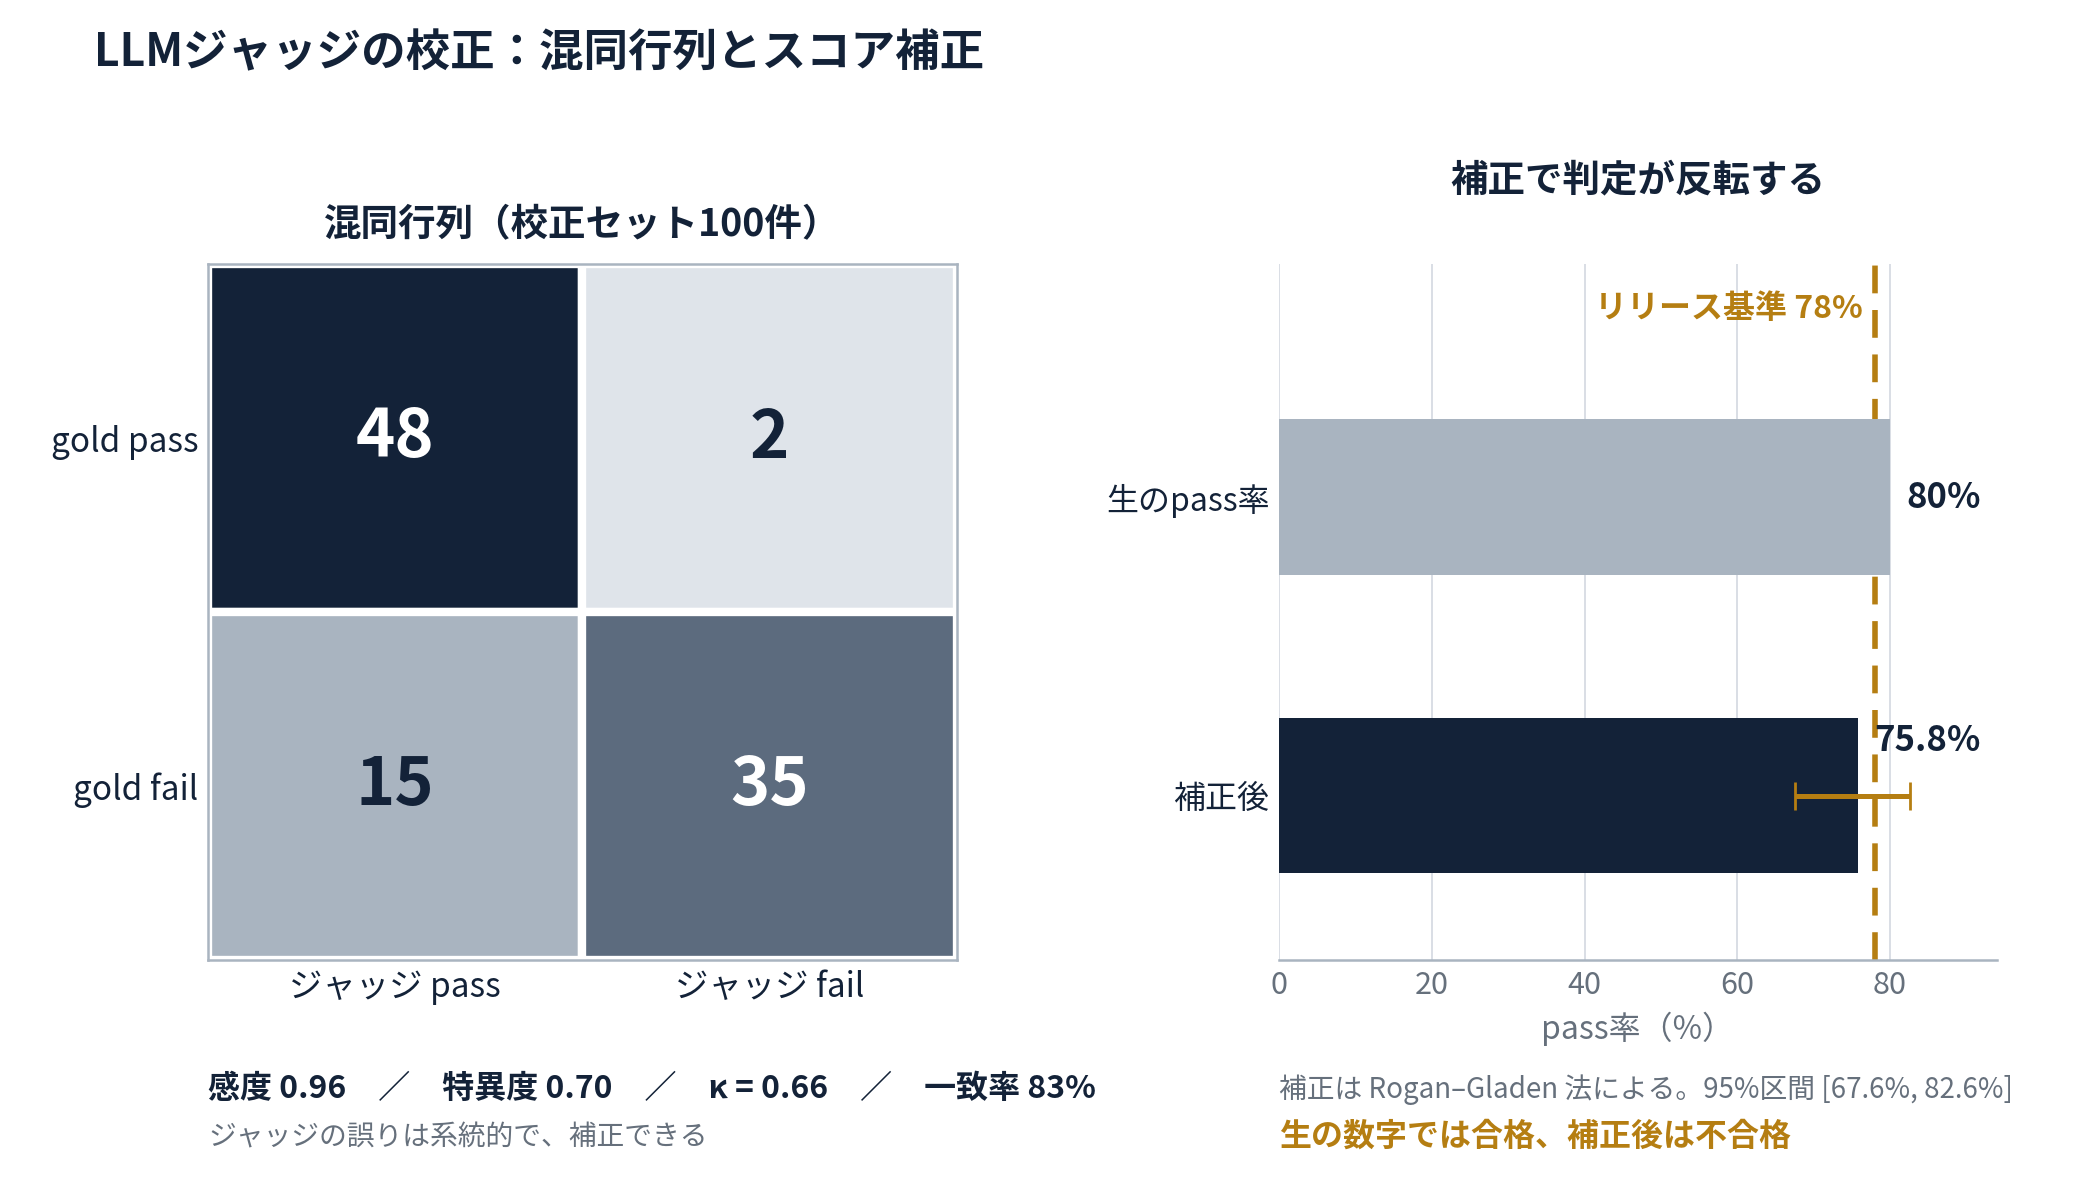 LLMジャッジの校正：混同行列とスコア補正
混同行列（校正セット100件）
gold pass
48
2
gold fail
15
35
ジャッジ pass
ジャッジ fail
感度 0.96 ／ 特異度 0.70 ／ κ = 0.66 ／ 一致率 83%
ジャッジの誤りは系統的で、補正できる
補正で判定が反転する
リリース基準 78%
生のpass率
80%
75.8%
補正後
0 20 40 60 80
pass率（%）
補正は Rogan–Gladen 法による。95%区間 [67.6%, 82.6%]
生の数字では合格、補正後は不合格